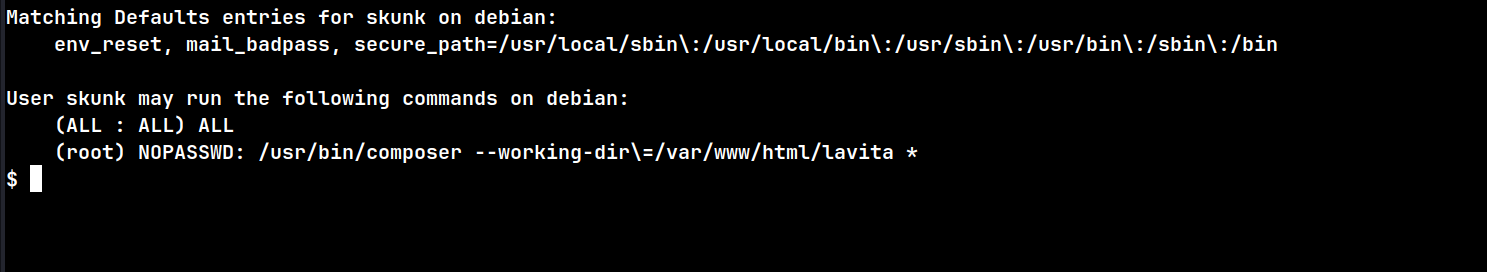 Matching Defaults entries for skunk on debian:
    env_reset, mail_badpass, secure_path=/usr/local/sbin\:/usr/local/bin\:/usr/sbin\:/usr/bin\:/sbin\:/bin

User skunk may run the following commands on debian:
    (ALL : ALL) ALL
    (root) NOPASSWD: /usr/bin/composer --working-dir\=/var/www/html/lavita *
$